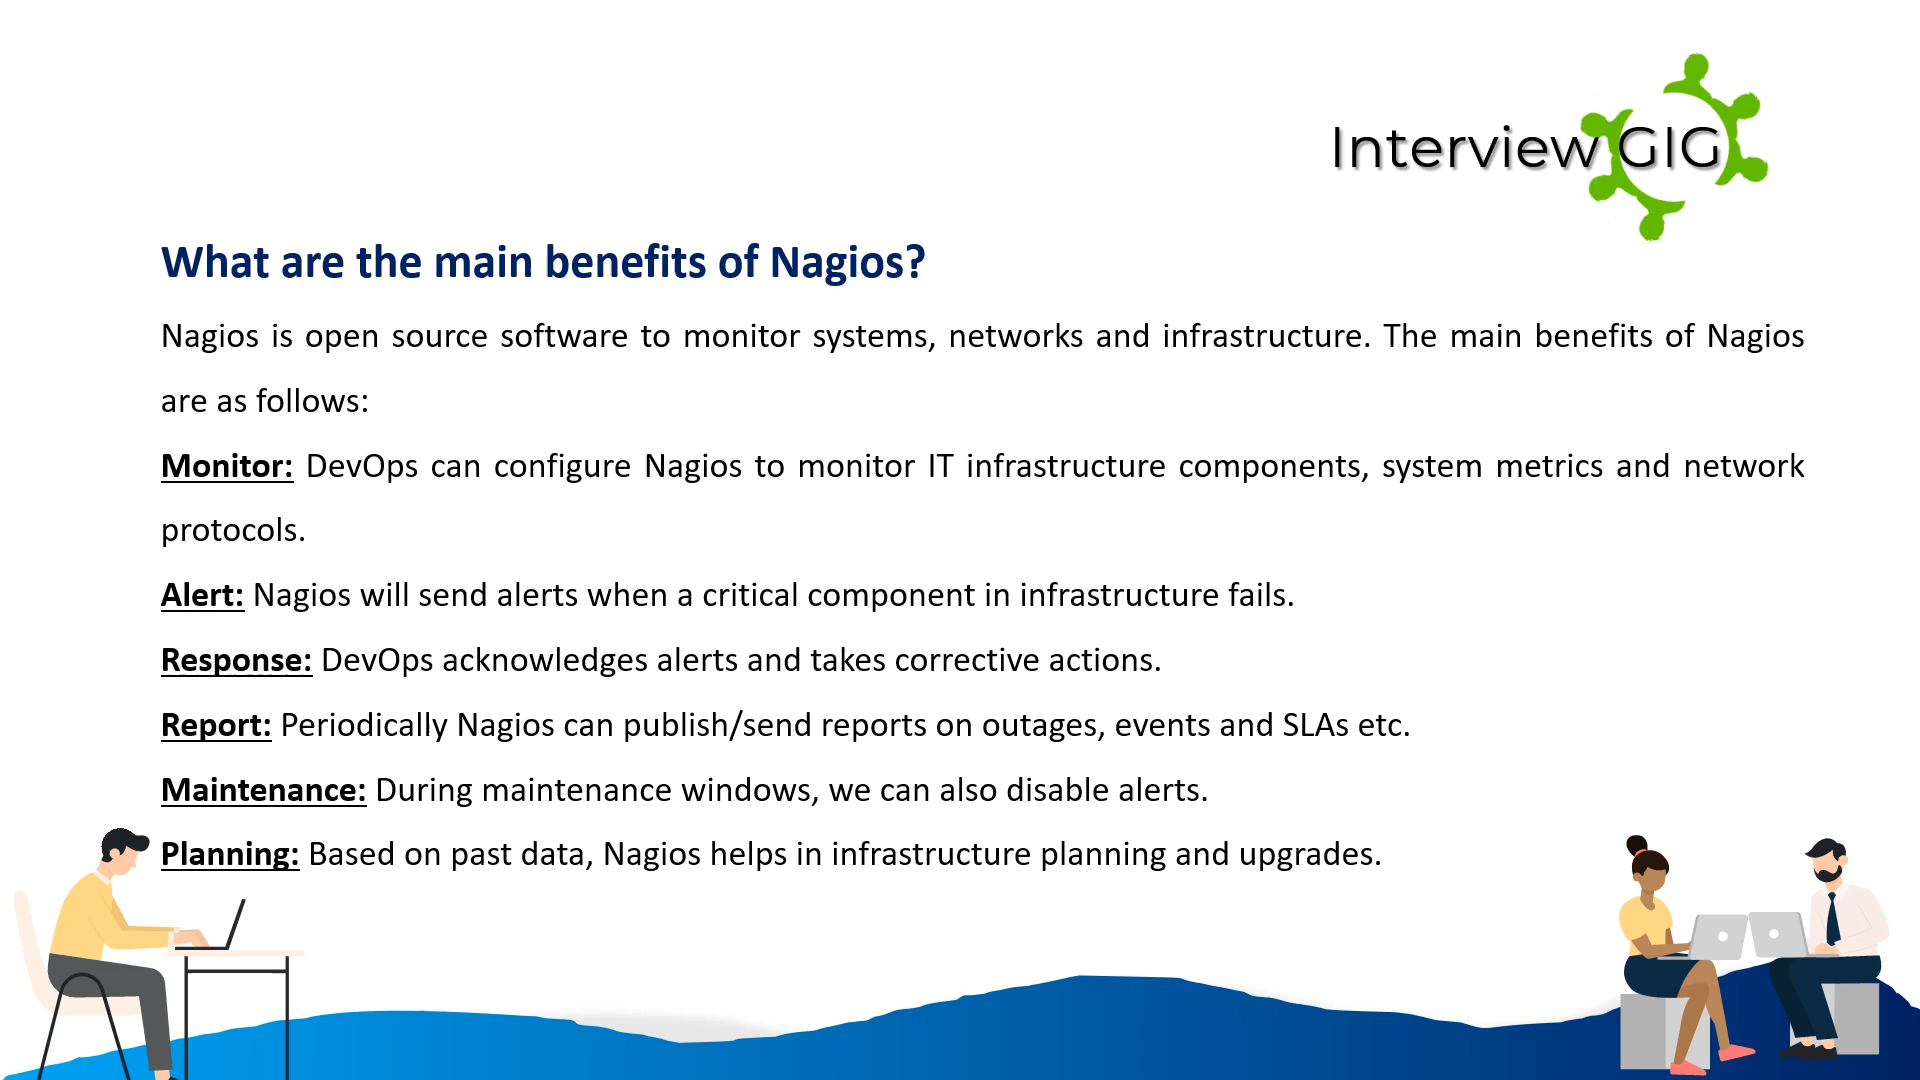 Interview GIG
What are the main benefits of Nagios?
Nagios is open source software to monitor systems, networks and infrastructure. The main benefits of Nagios
are as follows:
Monitor: DevOps can configure Nagios to monitor IT infrastructure components, system metrics and network
protocols.
Alert: Nagios will send alerts when a critical component in infrastructure fails.
Response: DevOps acknowledges alerts and takes corrective actions.
Report: Periodically Nagios can publish/send reports on outages, events and SLAs etc.
Maintenance: During maintenance windows, we can also disable alerts.
Planning: Based on past data, Nagios helps in infrastructure planning and upgrades.